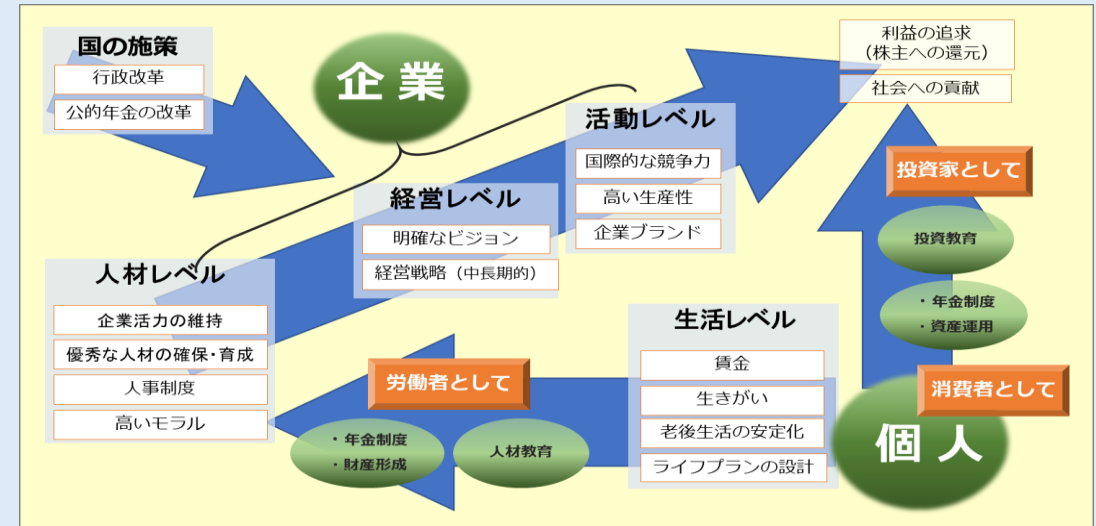 国の施策
行政改革
公的年金の改革
企業
利益の追求
（株主への還元）
社会への貢献
活動レベル
国際的な競争力
高い生産性
企業ブランド
経営レベル
明確なビジョン
経営戦略（中長期的）
人材レベル
企業活力の維持
優秀な人材の確保・育成
人事制度
高いモラル
投資家として
投資教育
・年金制度
・資産運用
消費者として
個人
生活レベル
賃金
生きがい
老後生活の安定化
ライフプランの設計
労働者として
・年金制度
・財産形成
人材教育